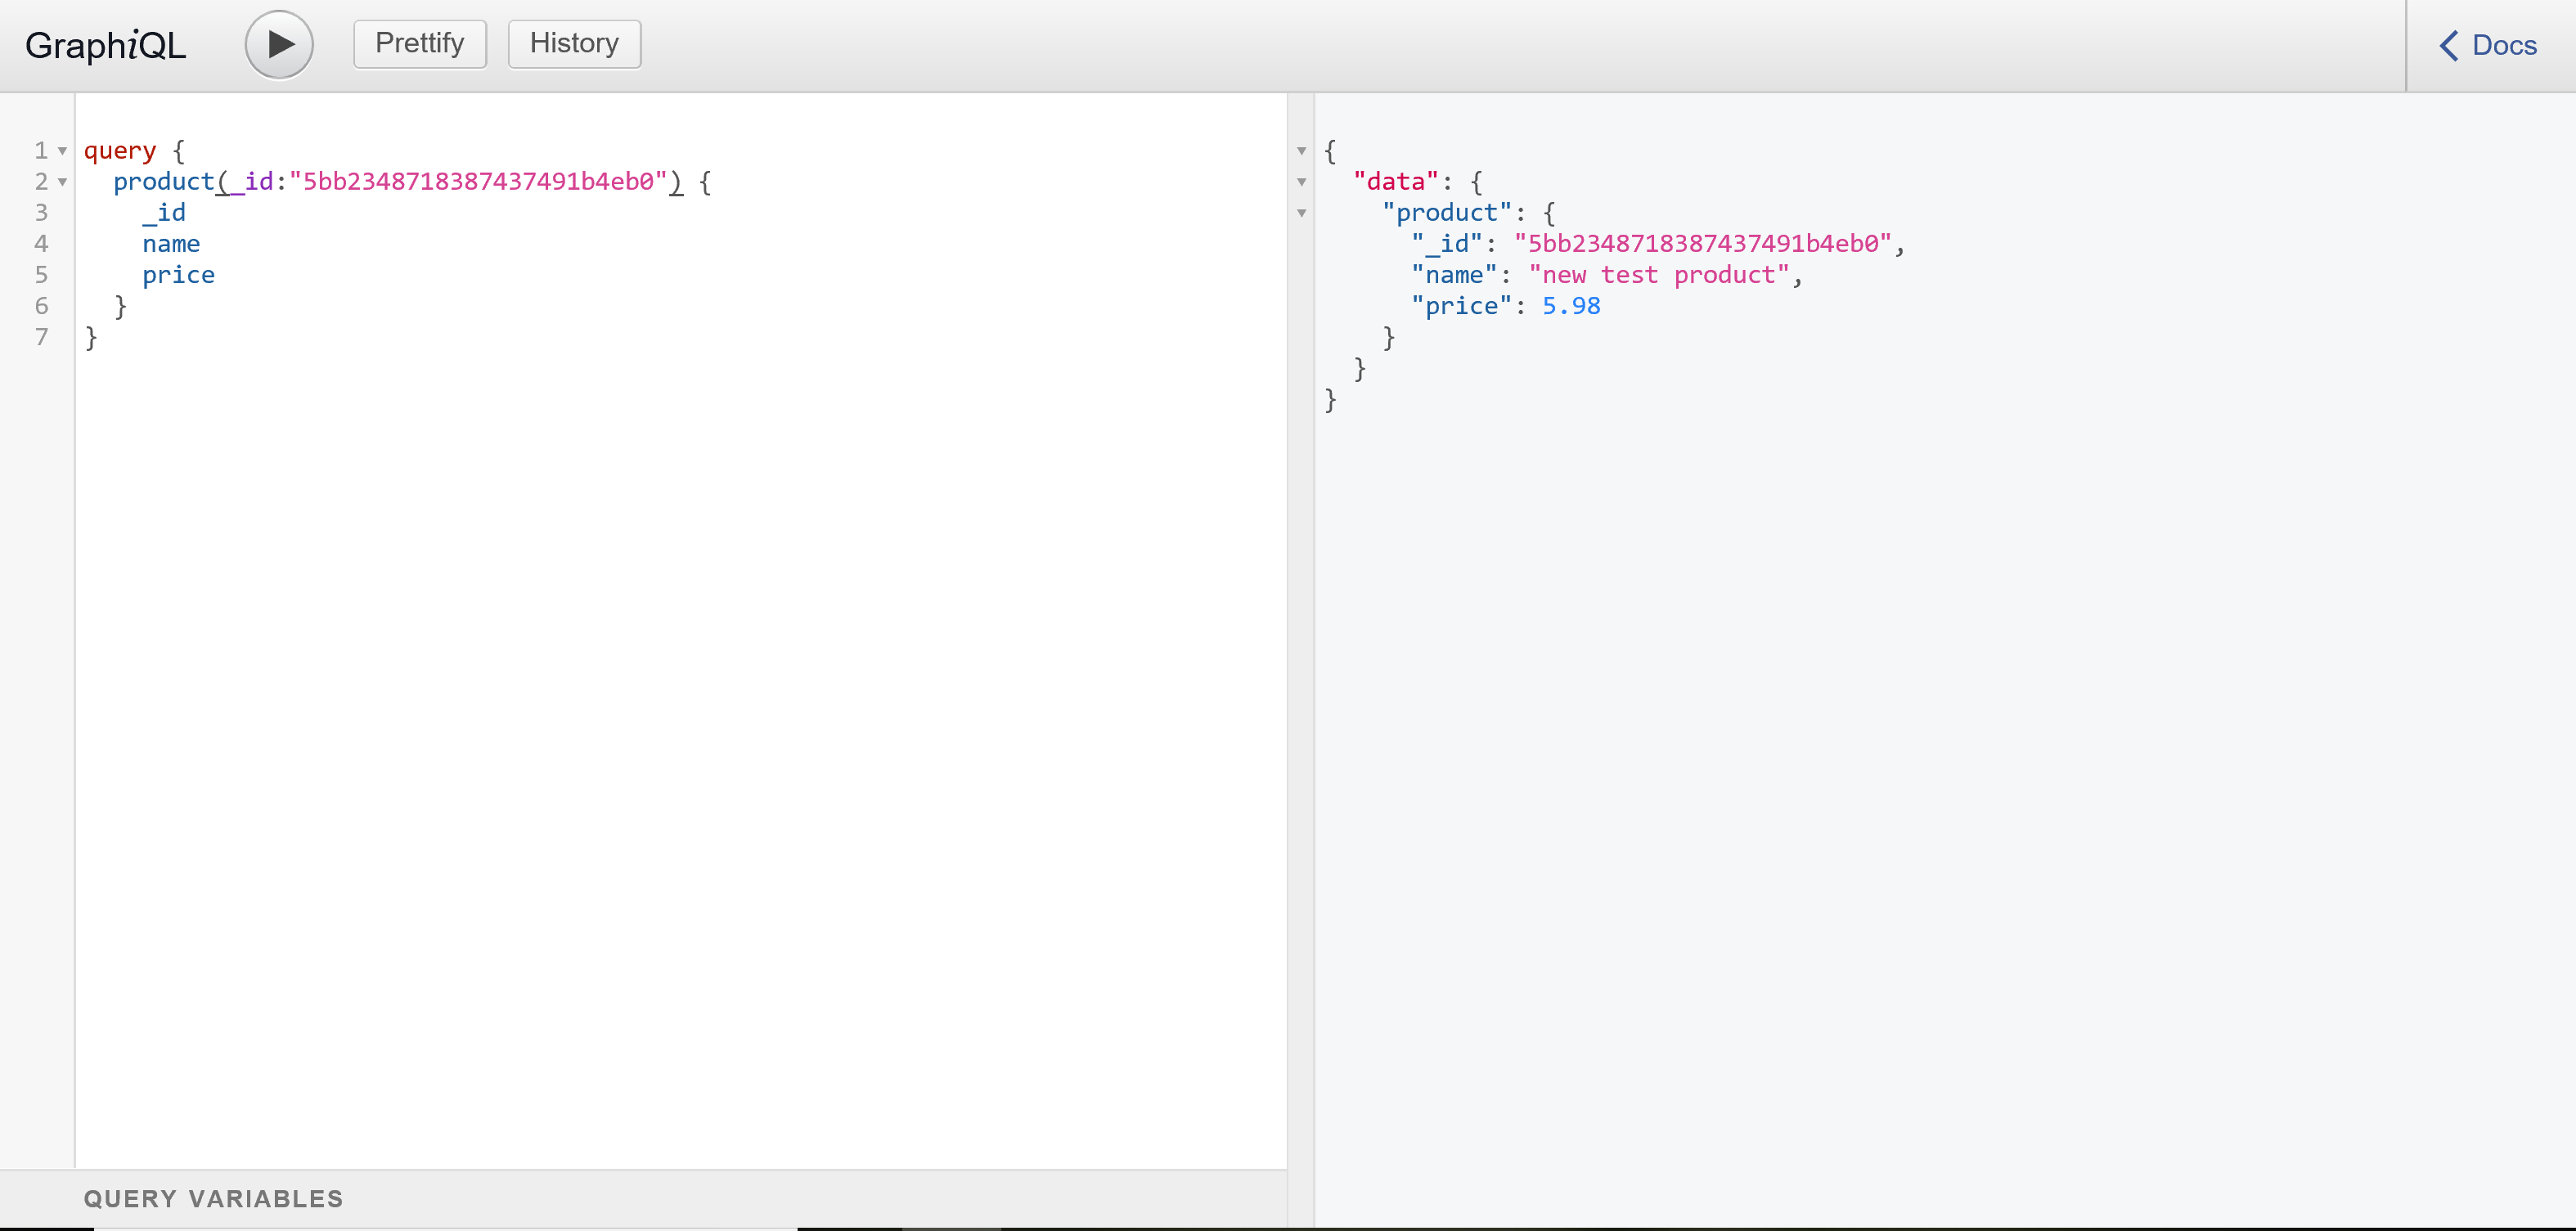 GraphiQL Prettify History Docs
1 query {
2 product(_id:"5bb2348718387437491b4eb0") {
3 _id
4 name
5 price
6 }
7 }
{
"data": {
"product": {
"_id": "5bb2348718387437491b4eb0",
"name": "new test product",
"price": 5.98
}
}
}
QUERY VARIABLES